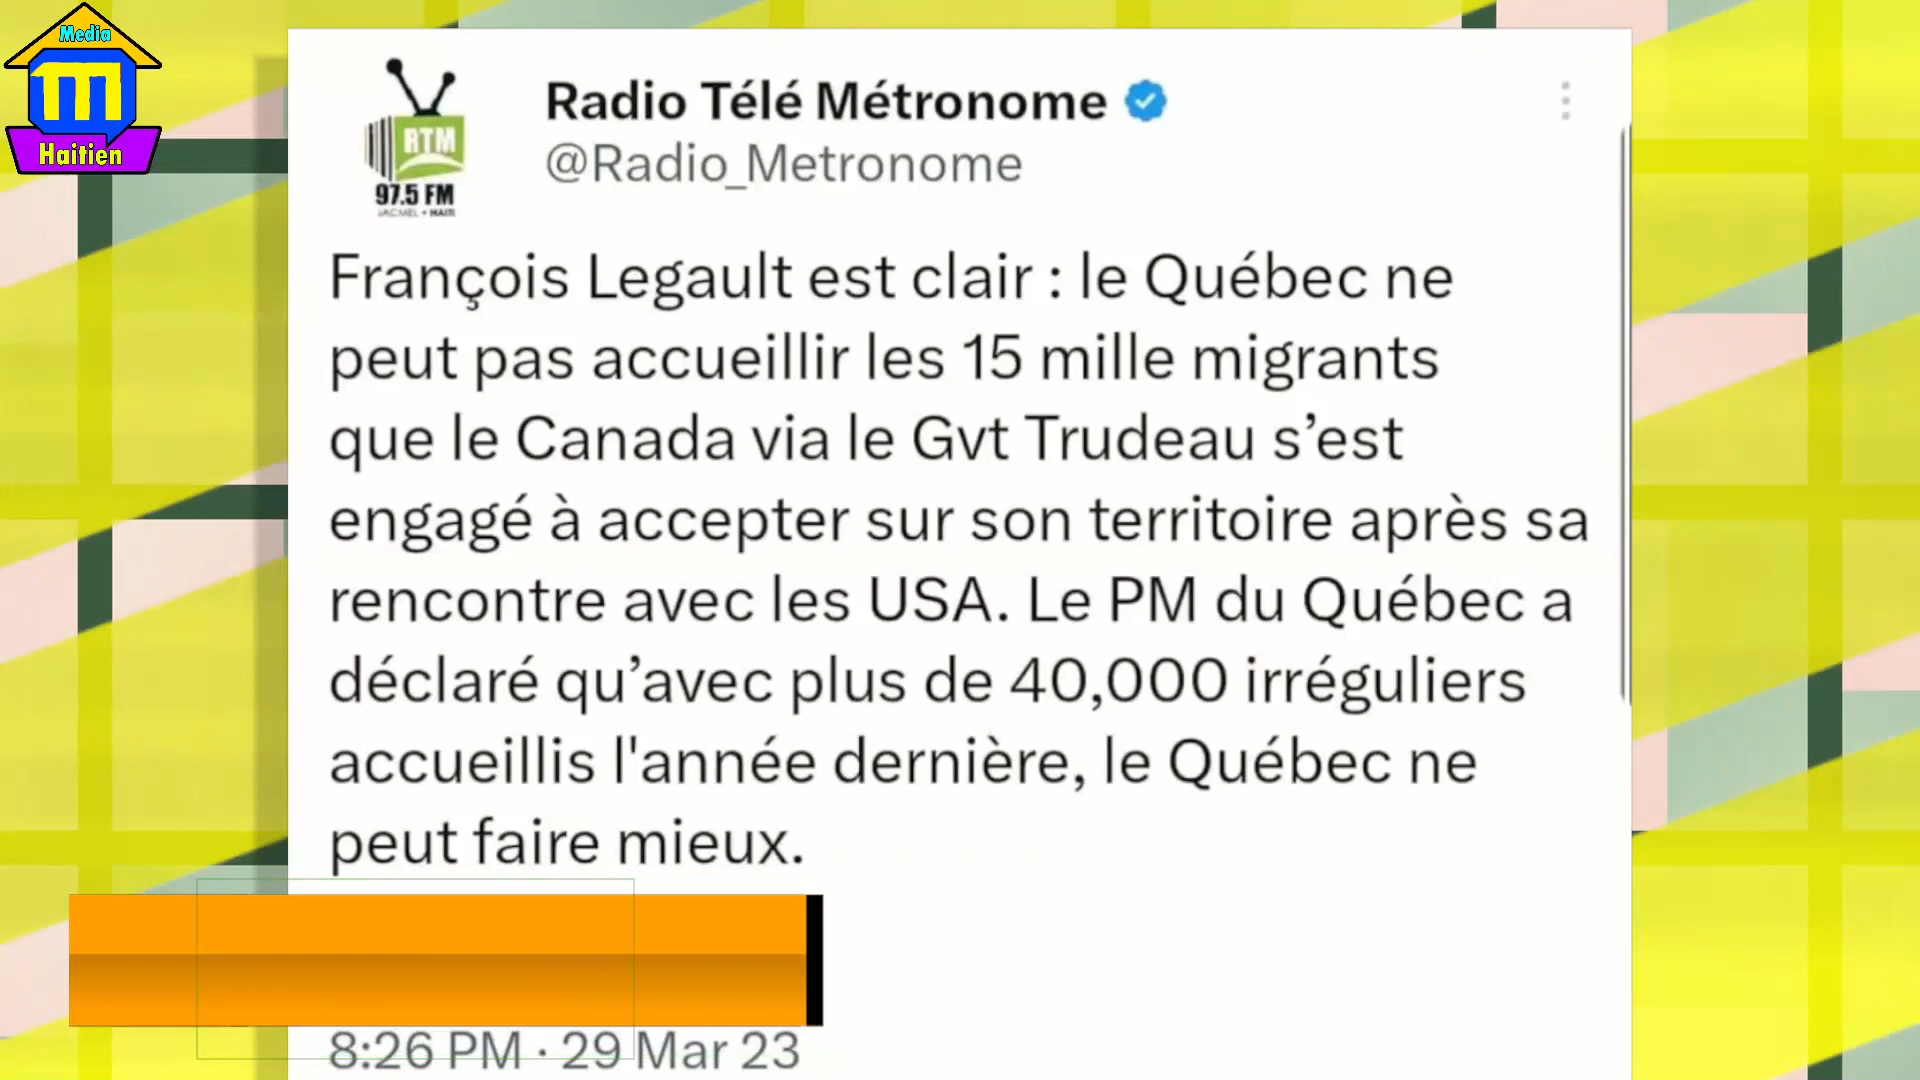 Media
m
Haitien
Radio Télé Métronome
@Radio_Metronome
RTM
97.5 FM
JACMEL • HAITI
François Legault est clair : le Québec ne
peut pas accueillir les 15 mille migrants
que le Canada via le Gvt Trudeau s’est
engagé à accepter sur son territoire après sa
rencontre avec les USA. Le PM du Québec a
déclaré qu’avec plus de 40,000 irréguliers
accueillis l'année dernière, le Québec ne
peut faire mieux.
8:26 PM · 29 Mar 23